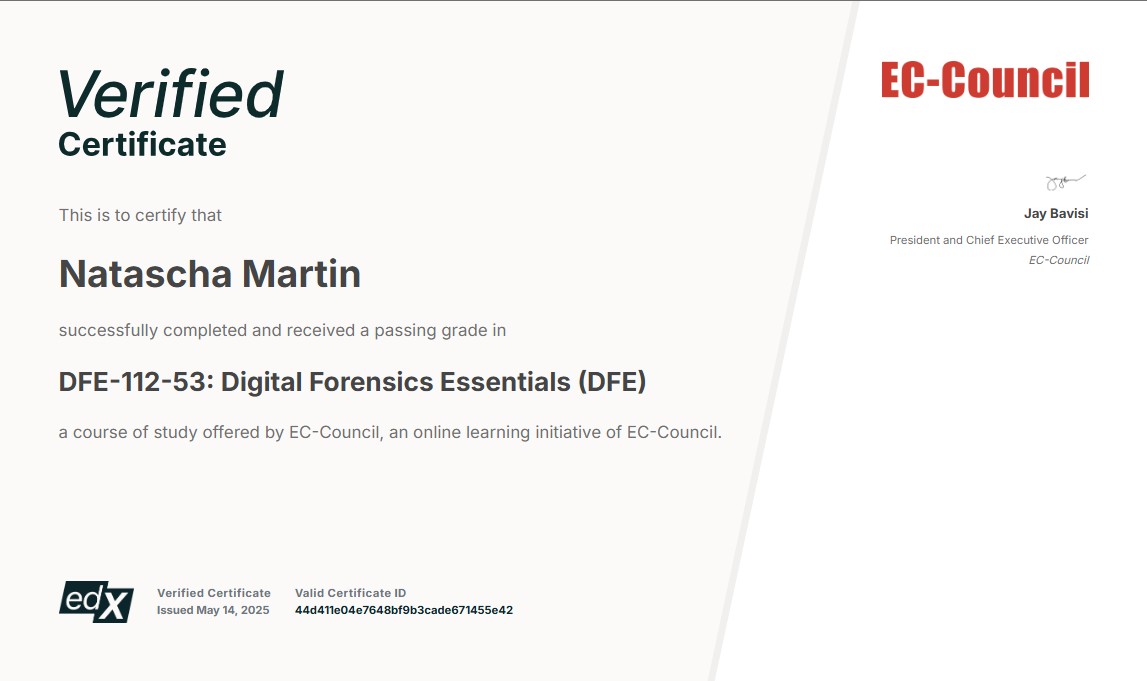 Verified
Certificate
This is to certify that
Natascha Martin
successfully completed and received a passing grade in
DFE-112-53: Digital Forensics Essentials (DFE)
a course of study offered by EC-Council, an online learning initiative of EC-Council.
edX
Verified Certificate
Issued May 14, 2025
Valid Certificate ID
44d411e04e7648bf9b3cade671455e42
EC-Council
Jay Bavisi
President and Chief Executive Officer
EC-Council